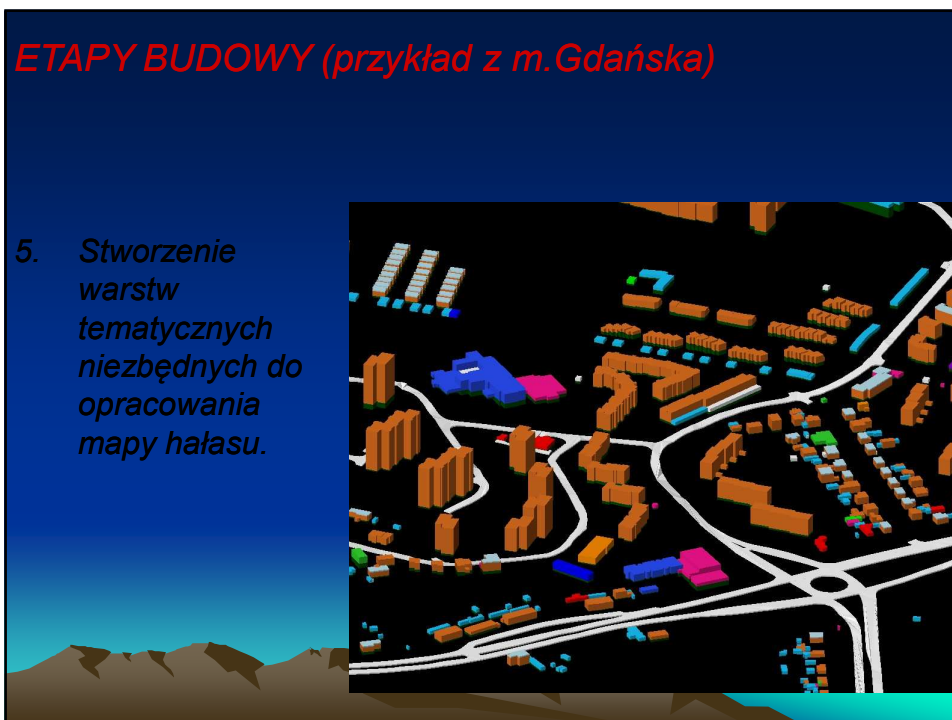 ETAPY BUDOWY (przykład z m.Gdańska)
5. Stworzenie
warstw
tematycznych
niezbędnych do
opracowania
mapy hałasu.